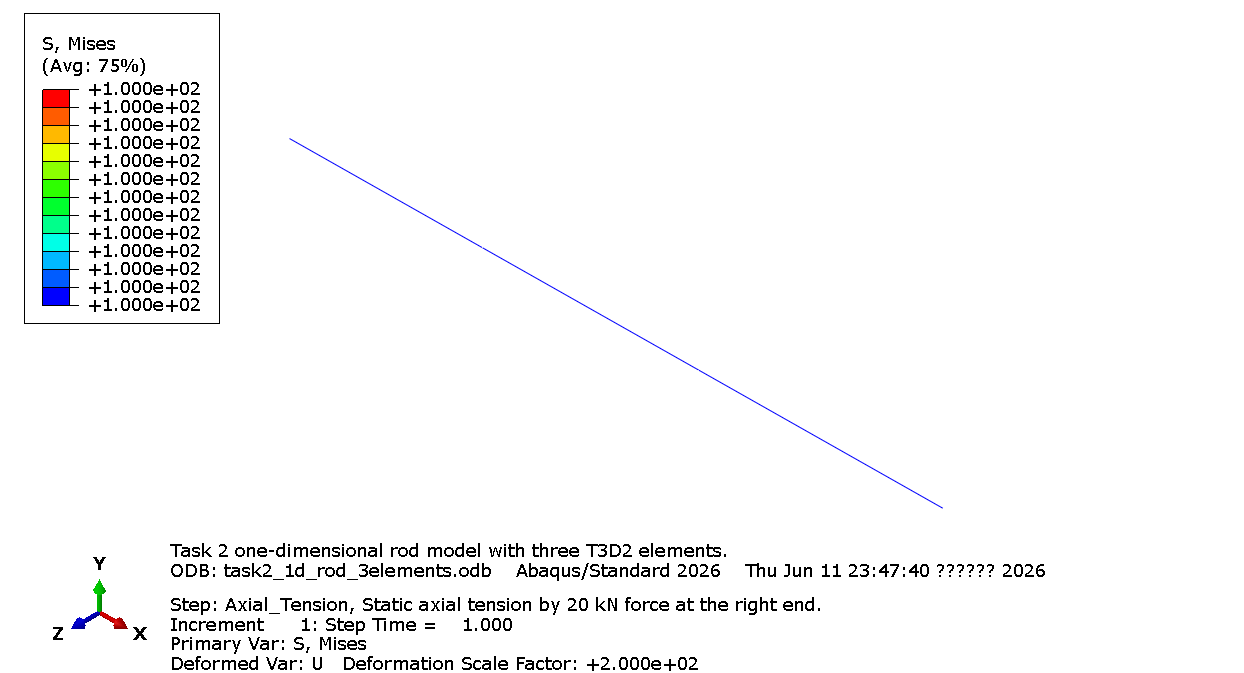 S, Mises
(Avg: 75%)
+1.000e+02
+1.000e+02
+1.000e+02
+1.000e+02
+1.000e+02
+1.000e+02
+1.000e+02
+1.000e+02
+1.000e+02
+1.000e+02
+1.000e+02
+1.000e+02
+1.000e+02
Y
Z
X
Task 2 one-dimensional rod model with three T3D2 elements.
ODB: task2_1d_rod_3elements.odb Abaqus/Standard 2026 Thu Jun 11 23:47:40 ?????? 2026
Step: Axial_Tension, Static axial tension by 20 kN force at the right end.
Increment 1: Step Time = 1.000
Primary Var: S, Mises
Deformed Var: U Deformation Scale Factor: +2.000e+02